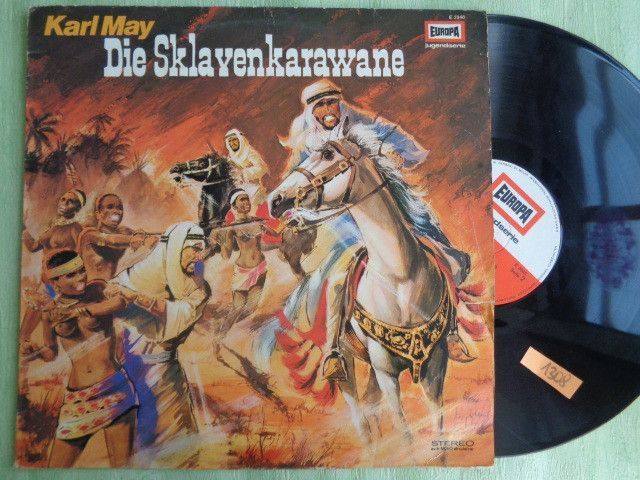 Karl May
Die Sklavenkarawane
EUROPA
jugendserie
STEREO
EUROPA
1308